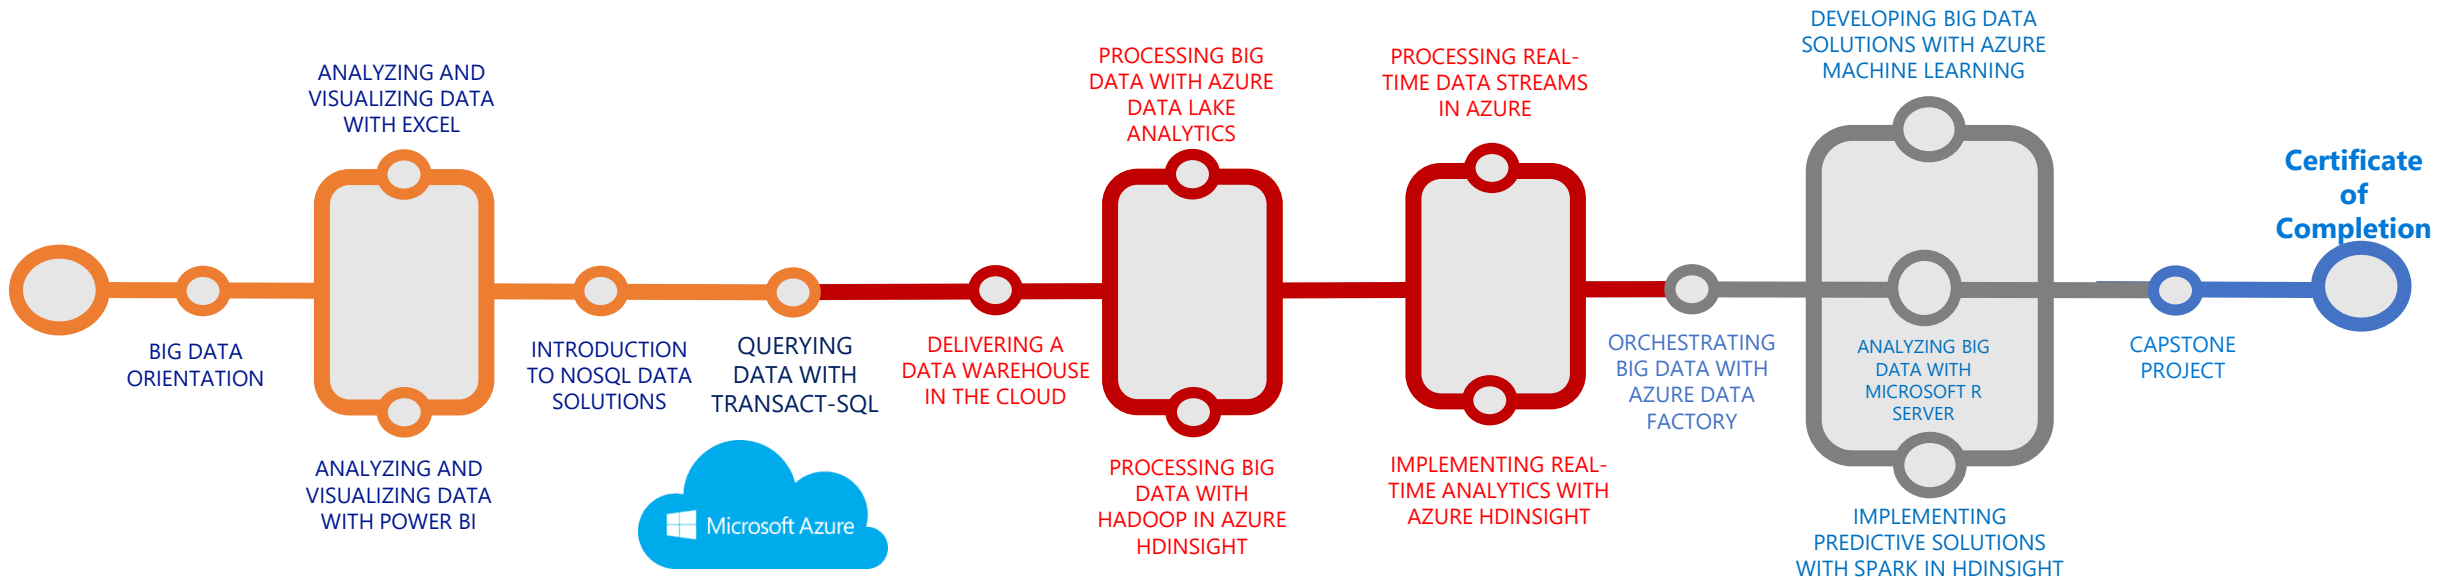 ANALYZING AND
VISUALIZING DATA
WITH EXCEL
PROCESSING BIG
DATA WITH AZURE
DATA LAKE
ANALYTICS
PROCESSING REAL-
TIME DATA STREAMS
IN AZURE
DEVELOPING BIG DATA
SOLUTIONS WITH AZURE
MACHINE LEARNING
Certificate
of
Completion
BIG DATA
ORIENTATION
INTRODUCTION
TO NOSQL DATA
SOLUTIONS
QUERYING
DATA WITH
TRANSACT-SQL
DELIVERING A
DATA WAREHOUSE
IN THE CLOUD
ORCHESTRATING
BIG DATA WITH
AZURE DATA
FACTORY
ANALYZING BIG
DATA WITH
MICROSOFT R
SERVER
CAPSTONE
PROJECT
ANALYZING AND
VISUALIZING DATA
WITH POWER BI
Microsoft Azure
PROCESSING BIG
DATA WITH
HADOOP IN AZURE
HDINSIGHT
IMPLEMENTING REAL-
TIME ANALYTICS WITH
AZURE HDINSIGHT
IMPLEMENTING
PREDICTIVE SOLUTIONS
WITH SPARK IN HDINSIGHT